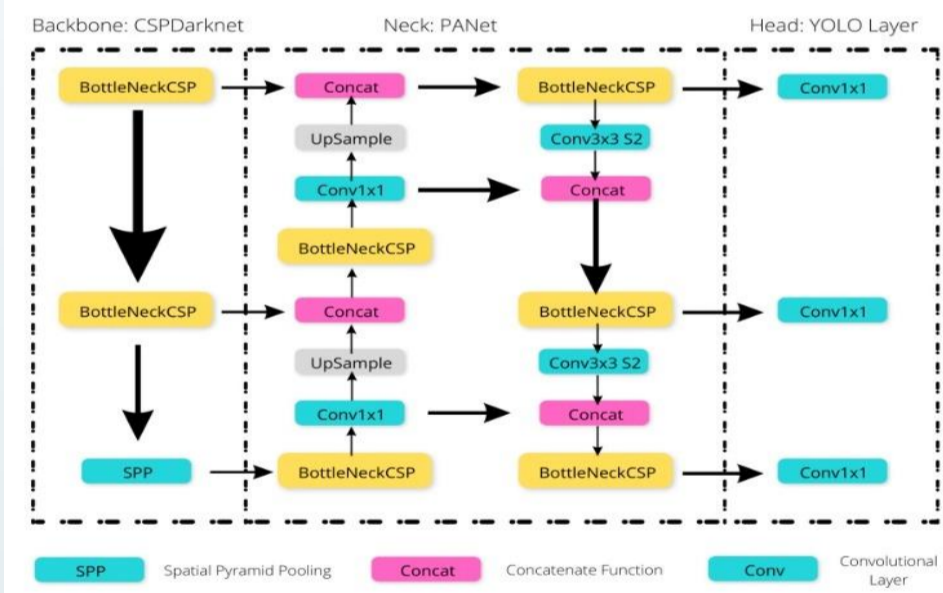 Backbone: CSPDarknet
Neck: PANet
Head: YOLO Layer
BottleNeckCSP
Concat
BottleNeckCSP
Conv1x1
UpSample
Conv3x3 S2
Conv1x1
Concat
BottleNeckCSP
BottleNeckCSP
Concat
BottleNeckCSP
Conv1x1
UpSample
Conv3x3 S2
Conv1x1
Concat
SPP
BottleNeckCSP
BottleNeckCSP
Conv1x1
SPP
Spatial Pyramid Pooling
Concat
Concatenate Function
Conv
Convolutional
Layer